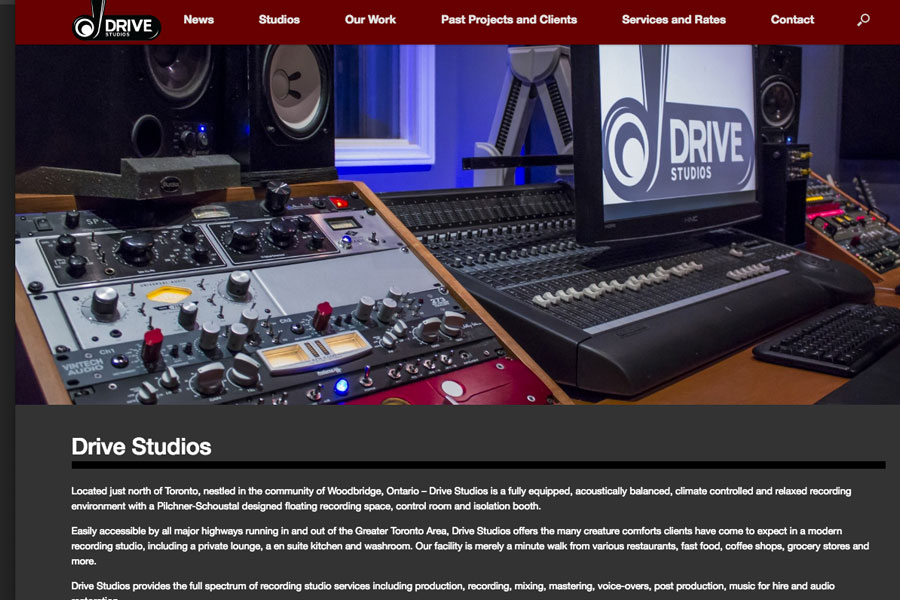 DRIVE
STUDIOS
News
Studios
Our Work
Past Projects and Clients
Services and Rates
Contact
DRIVE
STUDIOS
VINTECH
AUDIO
CH1
Drive Studios
Located just north of Toronto, nestled in the community of Woodbridge, Ontario – Drive Studios is a fully equipped, acoustically balanced, climate controlled and relaxed recording
environment with a Pilchner-Schoustal designed floating recording space, control room and isolation booth.
Easily accessible by all major highways running in and out of the Greater Toronto Area, Drive Studios offers the many creature comforts clients have come to expect in a modern
recording studio, including a private lounge, a en suite kitchen and washroom. Our facility is merely a minute walk from various restaurants, fast food, coffee shops, grocery stores and
more.
Drive Studios provides the full spectrum of recording studio services including production, recording, mixing, mastering, voice-overs, post production, music for hire and audio
restoration.